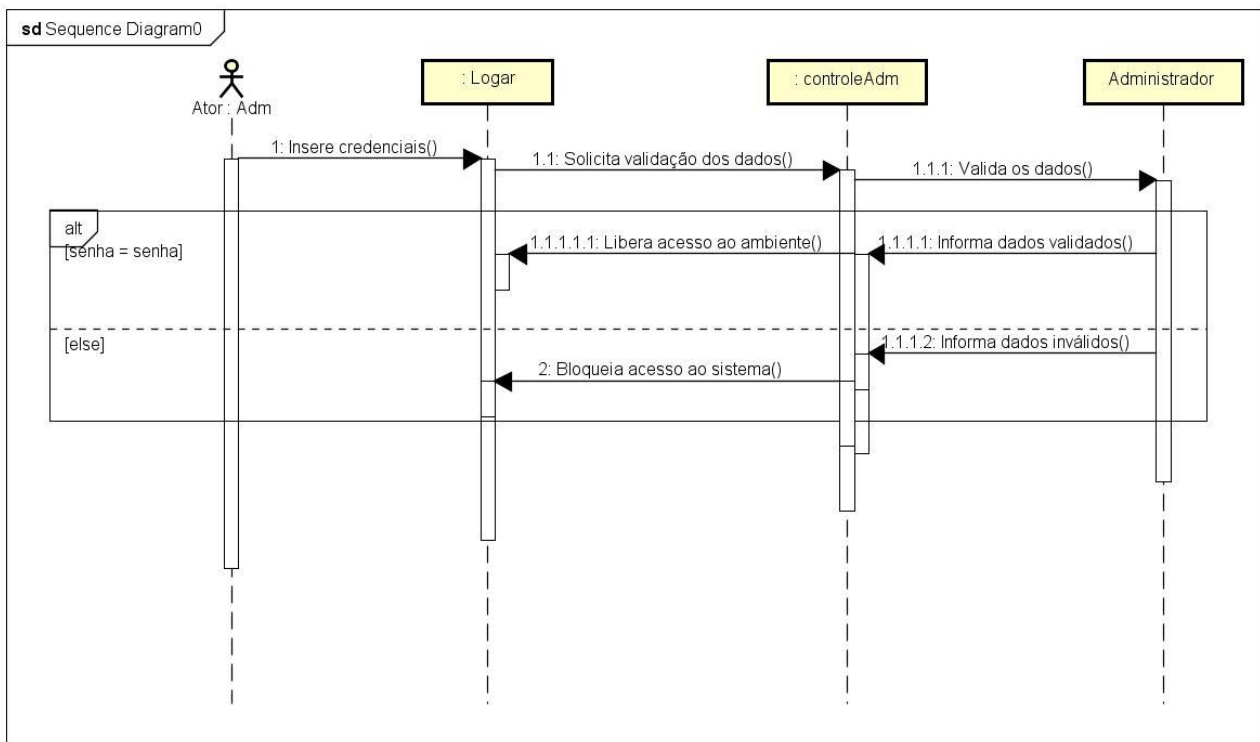 sd Sequence Diagram0
Ator : Adm
: Logar
: controleAdm
Administrador
1: Insere credenciais()
1.1: Solicita validação dos dados()
1.1.1: Valida os dados()
alt
[senha = senha]
1.1.1.1.1: Libera acesso ao ambiente()
1.1.1.1: Informa dados validados()
[else]
1.1.1.2: Informa dados inválidos()
2: Bloqueia acesso ao sistema()